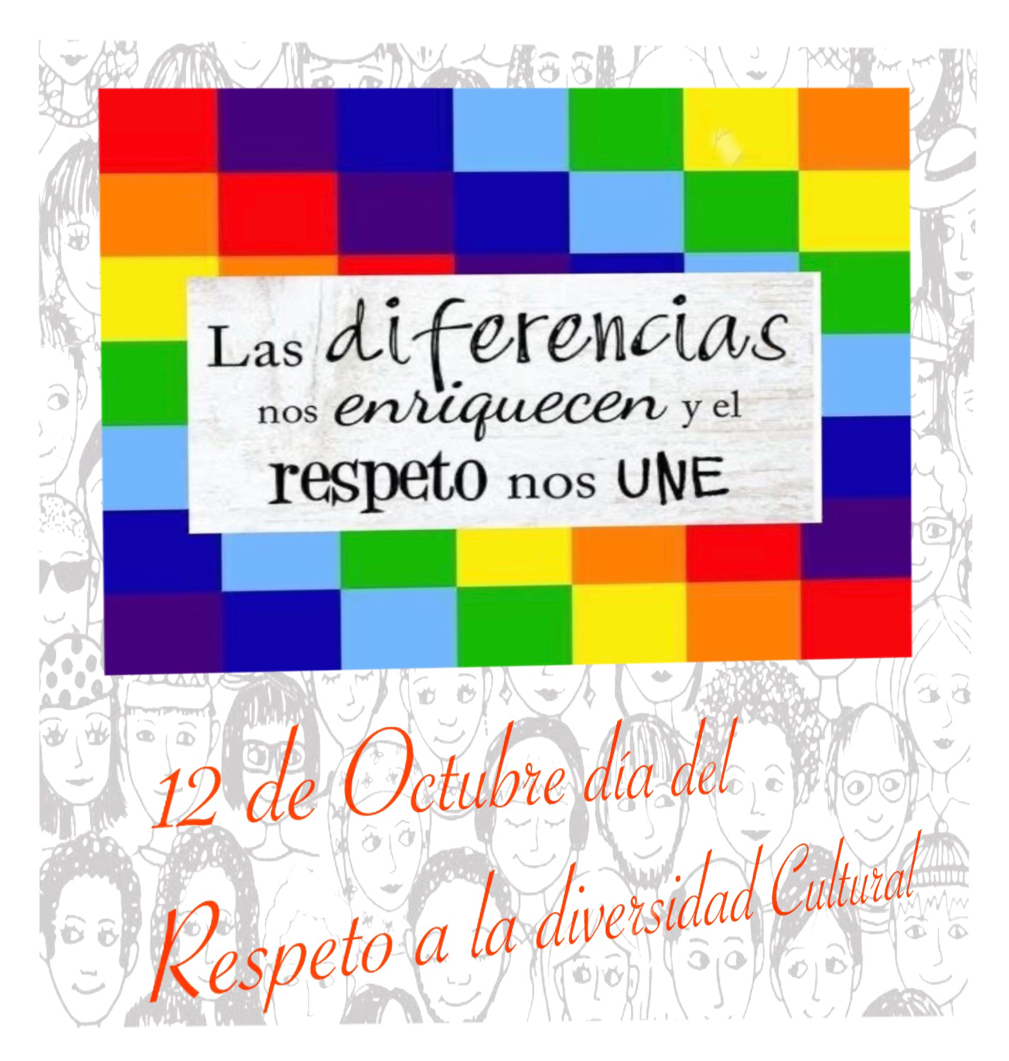 Las diferencias
nos enriquecen y el
respeto nos UNE
12 de Octubre día del
Respeto a la diversidad Cultural